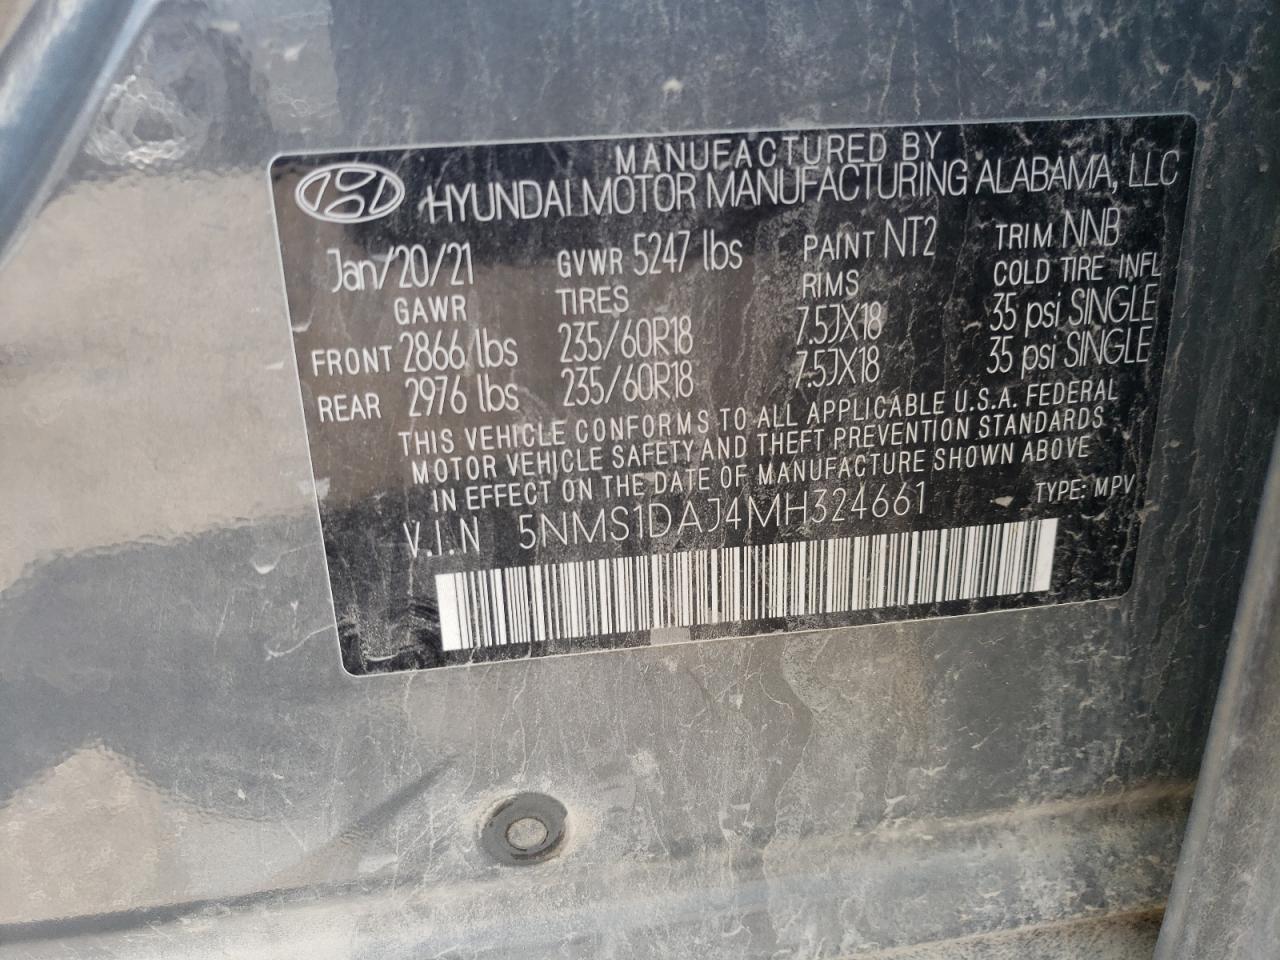 MANUFACTURED BY
HYUNDAI MOTOR MANUFACTURING ALABAMA, LLC
Jan/20/21 GVWR 5247 lbs PAINT NT2 TRIM NNB
GAWR TIRES RIMS COLD TIRE INFL
FRONT 2866 lbs 235/60R18 7.5JX18 35 psi SINGLE
REAR 2976 lbs 235/60R18 7.5JX18 35 psi SINGLE
THIS VEHICLE CONFORMS TO ALL APPLICABLE U.S.A. FEDERAL
MOTOR VEHICLE SAFETY AND THEFT PREVENTION STANDARDS
IN EFFECT ON THE DATE OF MANUFACTURE SHOWN ABOVE
V.I.N 5NMS1DAJ4MH324661 TYPE: MPV